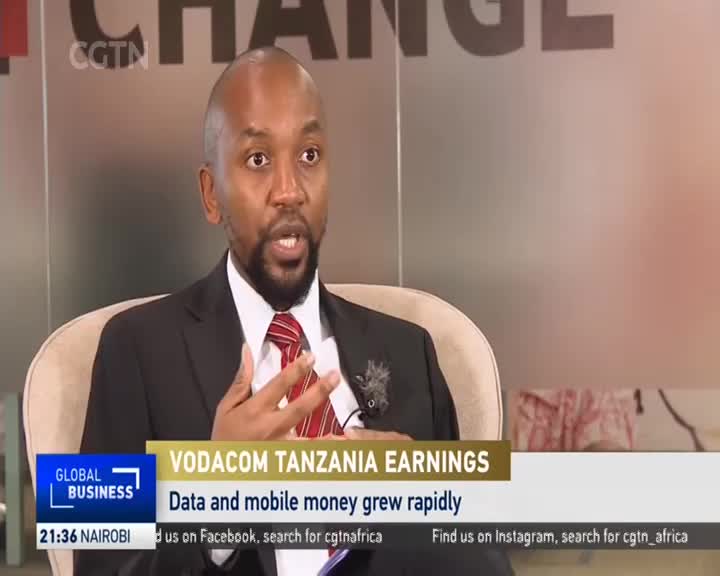 CHANGE
CGTN
VODACOM TANZANIA EARNINGS
GLOBAL
BUSINESS
Data and mobile money grew rapidly
21:36 NAIROBI
d us on Facebook, search for cgtnafrica
Find us on Instagram, search for cgtn_africa